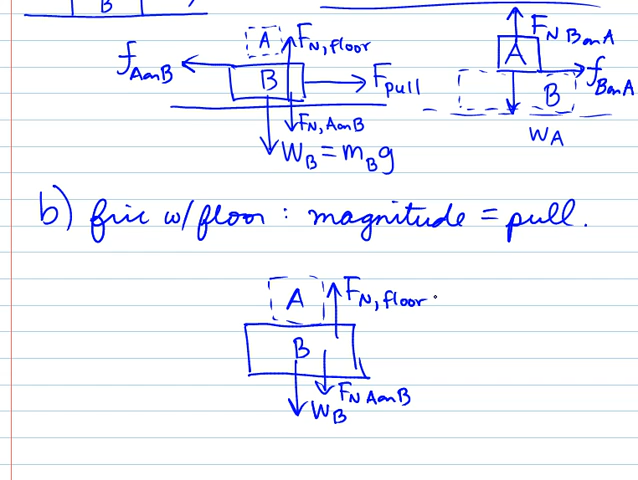 B
A F_N, floor
F_N B on A
f_A on B
B
F_pull
A
f_B on A
B
F_N, A on B
W_A
W_B = m_B g
b) fric w/ floor : magnitude = pull.
A F_N, floor
B
F_N A on B
W_B